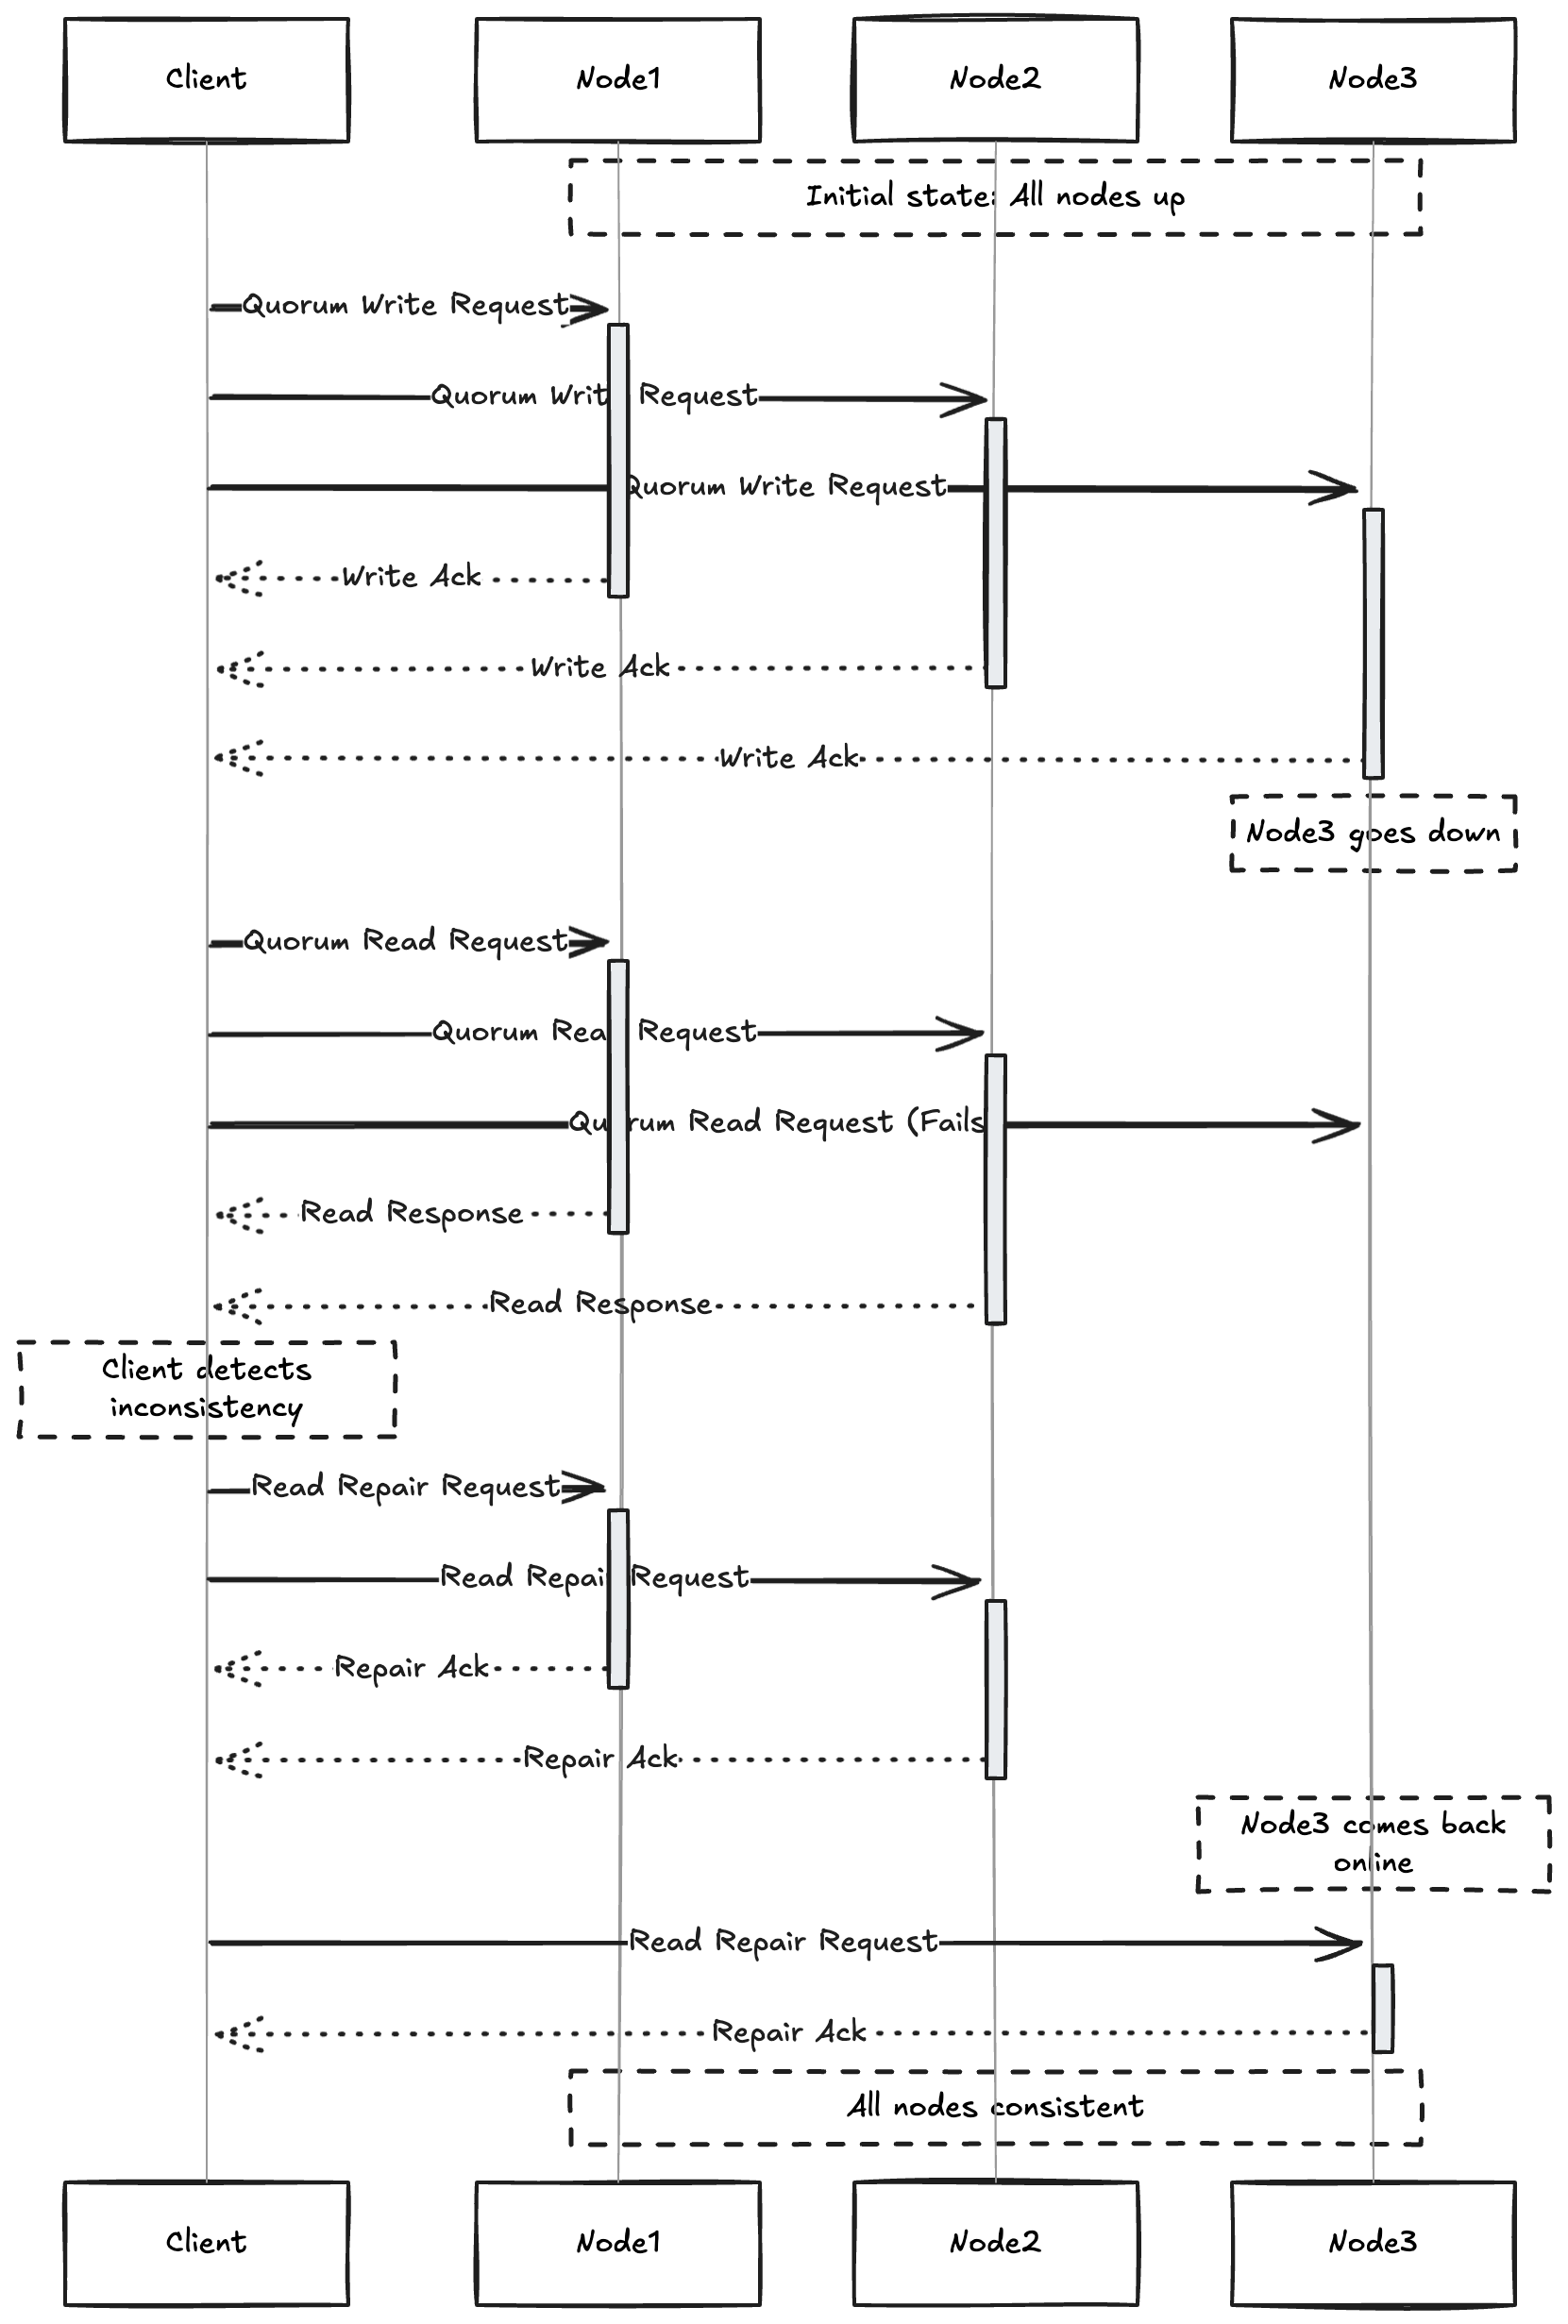 Client
Node1
Node2
Node3
Initial state: All nodes up
Quorum Write Request
Quorum Writ Request
Quorum Write Request
Write Ack
Write Ack
Write Ack
Node3 goes down
Quorum Read Request
Quorum Rea Request
Quorum Read Request (Fails
Read Response
Read Response
Client detects
inconsistency
Read Repair Request
Read Repair Request
Repair Ack
Repair Ack
Node3 comes back
online
Read Repair Request
Repair Ack
All nodes consistent
Client
Node1
Node2
Node3